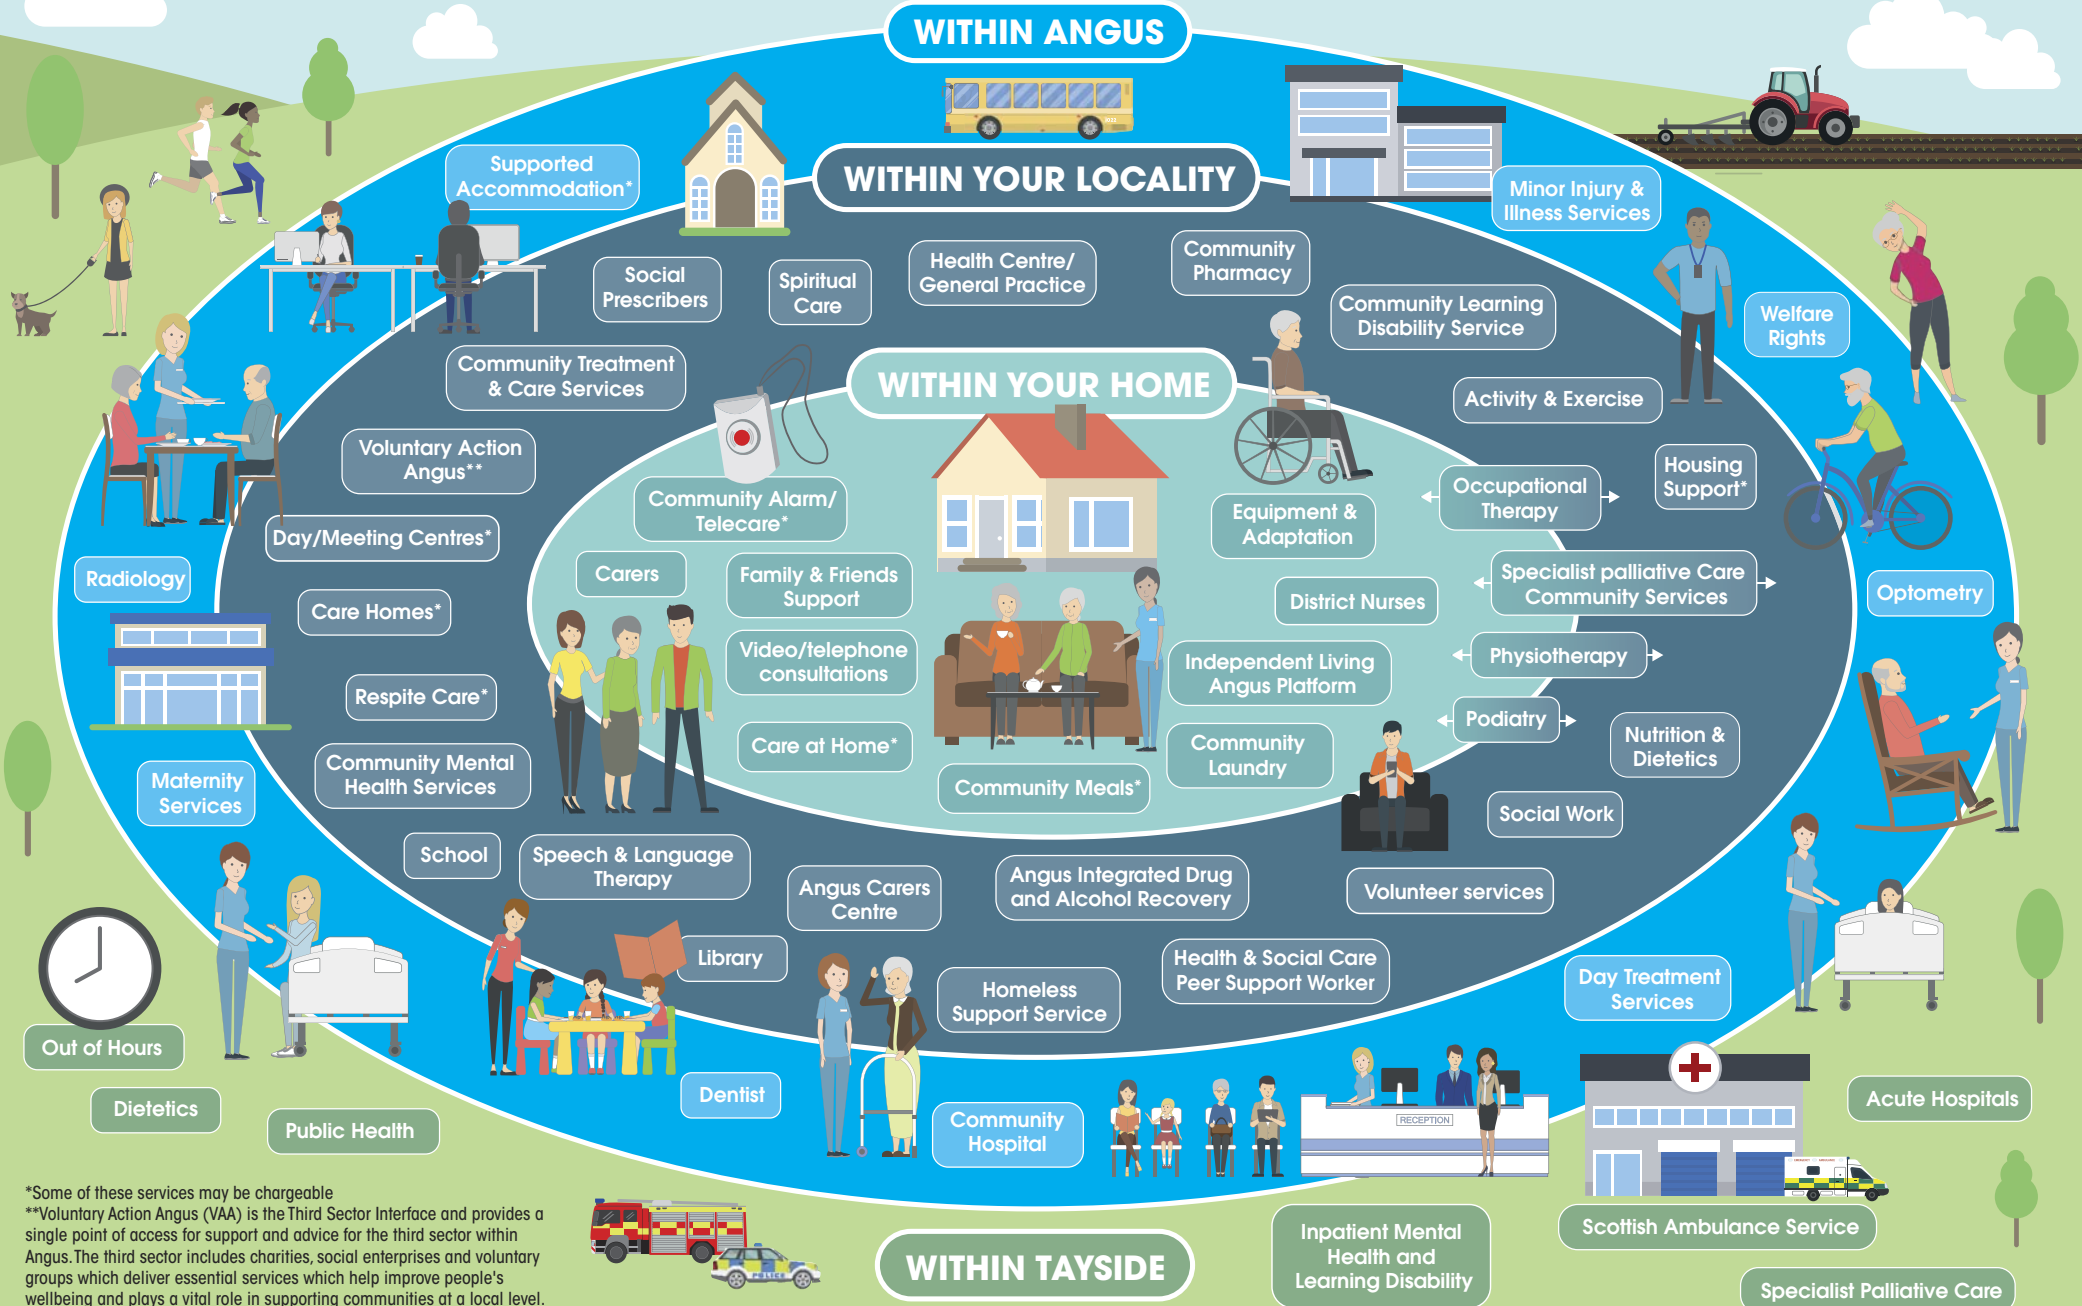 WITHIN ANGUS
Supported
Accommodation*
Minor Injury &
Illness Services
Welfare
Rights
Radiology
Optometry
Maternity
Services
Day Treatment
Services
Dentist
Community
Hospital
RECEPTION
WITHIN YOUR LOCALITY
Social
Prescribers
Spiritual
Care
Health Centre/
General Practice
Community
Pharmacy
Community Learning
Disability Service
Community Treatment
& Care Services
Activity & Exercise
Voluntary Action
Angus**
Housing
Support*
Day/Meeting Centres*
Care Homes*
Respite Care*
Community Mental
Health Services
School
Speech & Language
Therapy
Angus Carers
Centre
Angus Integrated Drug
and Alcohol Recovery
Volunteer services
Social Work
Nutrition &
Dietetics
Library
Homeless
Support Service
Health & Social Care
Peer Support Worker
Occupational
Therapy
Specialist palliative Care
Community Services
Physiotherapy
Podiatry
WITHIN YOUR HOME
Community Alarm/
Telecare*
Equipment &
Adaptation
Carers
Family & Friends
Support
District Nurses
Video/telephone
consultations
Independent Living
Angus Platform
Care at Home*
Community
Laundry
Community Meals*
Out of Hours
Dietetics
Public Health
Acute Hospitals
*Some of these services may be chargeable
**Voluntary Action Angus (VAA) is the Third Sector Interface and provides a
single point of access for support and advice for the third sector within
Angus. The third sector includes charities, social enterprises and voluntary
groups which deliver essential services which help improve people's
wellbeing and plays a vital role in supporting communities at a local level.
POLICE
WITHIN TAYSIDE
Inpatient Mental
Health and
Learning Disability
Scottish Ambulance Service
Specialist Palliative Care